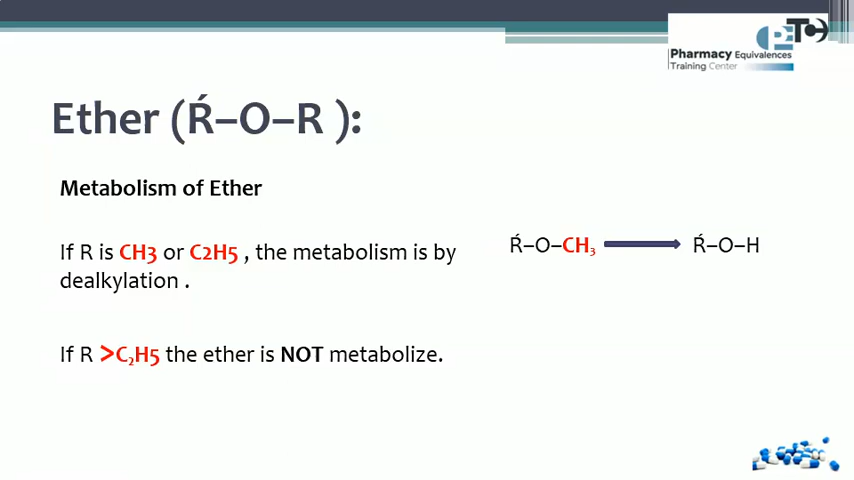 PETC
Pharmacy Equivalences
Training Center
Ether (Ŕ–O–R ):
Metabolism of Ether
If R is CH3 or C2H5 , the metabolism is by
dealkylation .
Ŕ–O–CH₃ Ŕ–O–H
If R >C₂H5 the ether is NOT metabolize.